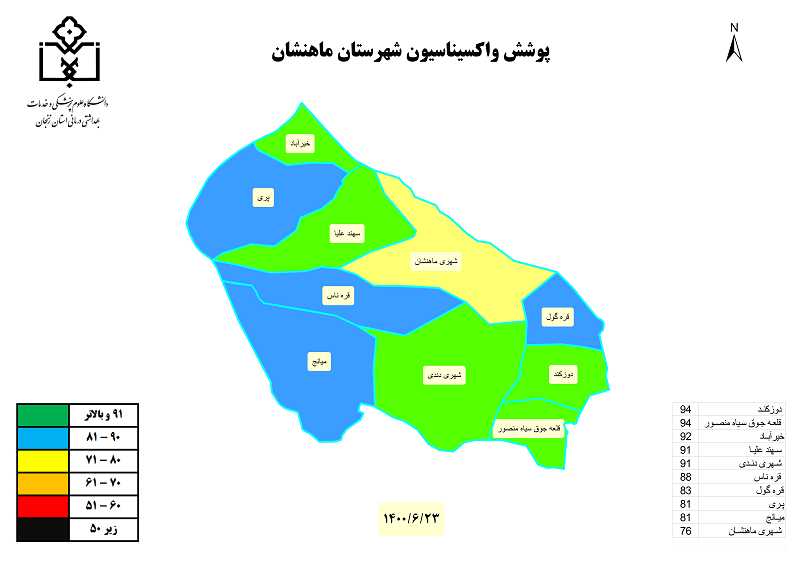 پوشش واکسیناسیون شهرستان ماهنشان
N
دانشگاه علوم پزشکی و خدمات
بهداشتی درمانی استان زنجان
خیرآباد
پری
سهند علیا
شهری ماهنشان
قره ناس
قره گول
میانج
شهری دندی
دوزکند
قلعه جوق سیاه منصور
۹۱ و بالاتر
۸۱ – ۹۰
۷۱ – ۸۰
۶۱ – ۷۰
۵۱ – ۶۰
زیر ۵۰
۱۴۰۰/۶/۲۳
دوزکند 94
قلعه جوق سیاه منصور 94
خیرآباد 92
سهند علیا 91
شهری دندی 91
قره ناس 88
قره گول 83
پری 81
میانج 81
شهری ماهنشان 76